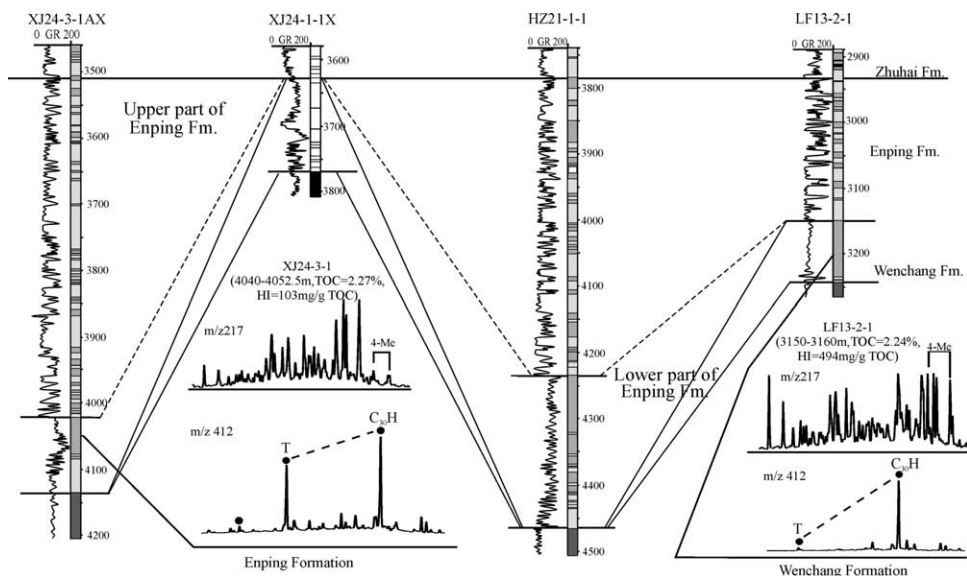 XJ24-3-1AX
XJ24-1-1X
HZ21-1-1
LF13-2-1
0 GR 200
0 GR 200
0 GR 200
0 GR 200
3500
3600
3700
3800
3900
4000
4100
4200
3600
3700
3800
3800
3900
4000
4100
4200
4300
4400
4500
2900
3000
3100
3200
Zhuhai Fm.
Upper part of
Enping Fm.
Enping Fm.
Wenchang Fm.
Lower part of
Enping Fm.
XJ24-3-1
(4040-4052.5m,TOC=2.27%,
HI=103mg/g TOC)
m/z217
4-Me
m/z 412
T
C30H
Enping Formation
LF13-2-1
(3150-3160m,TOC=2.24%,
HI=494mg/g TOC)
4-Me
m/z217
m/z 412
T
C30H
Wenchang Formation